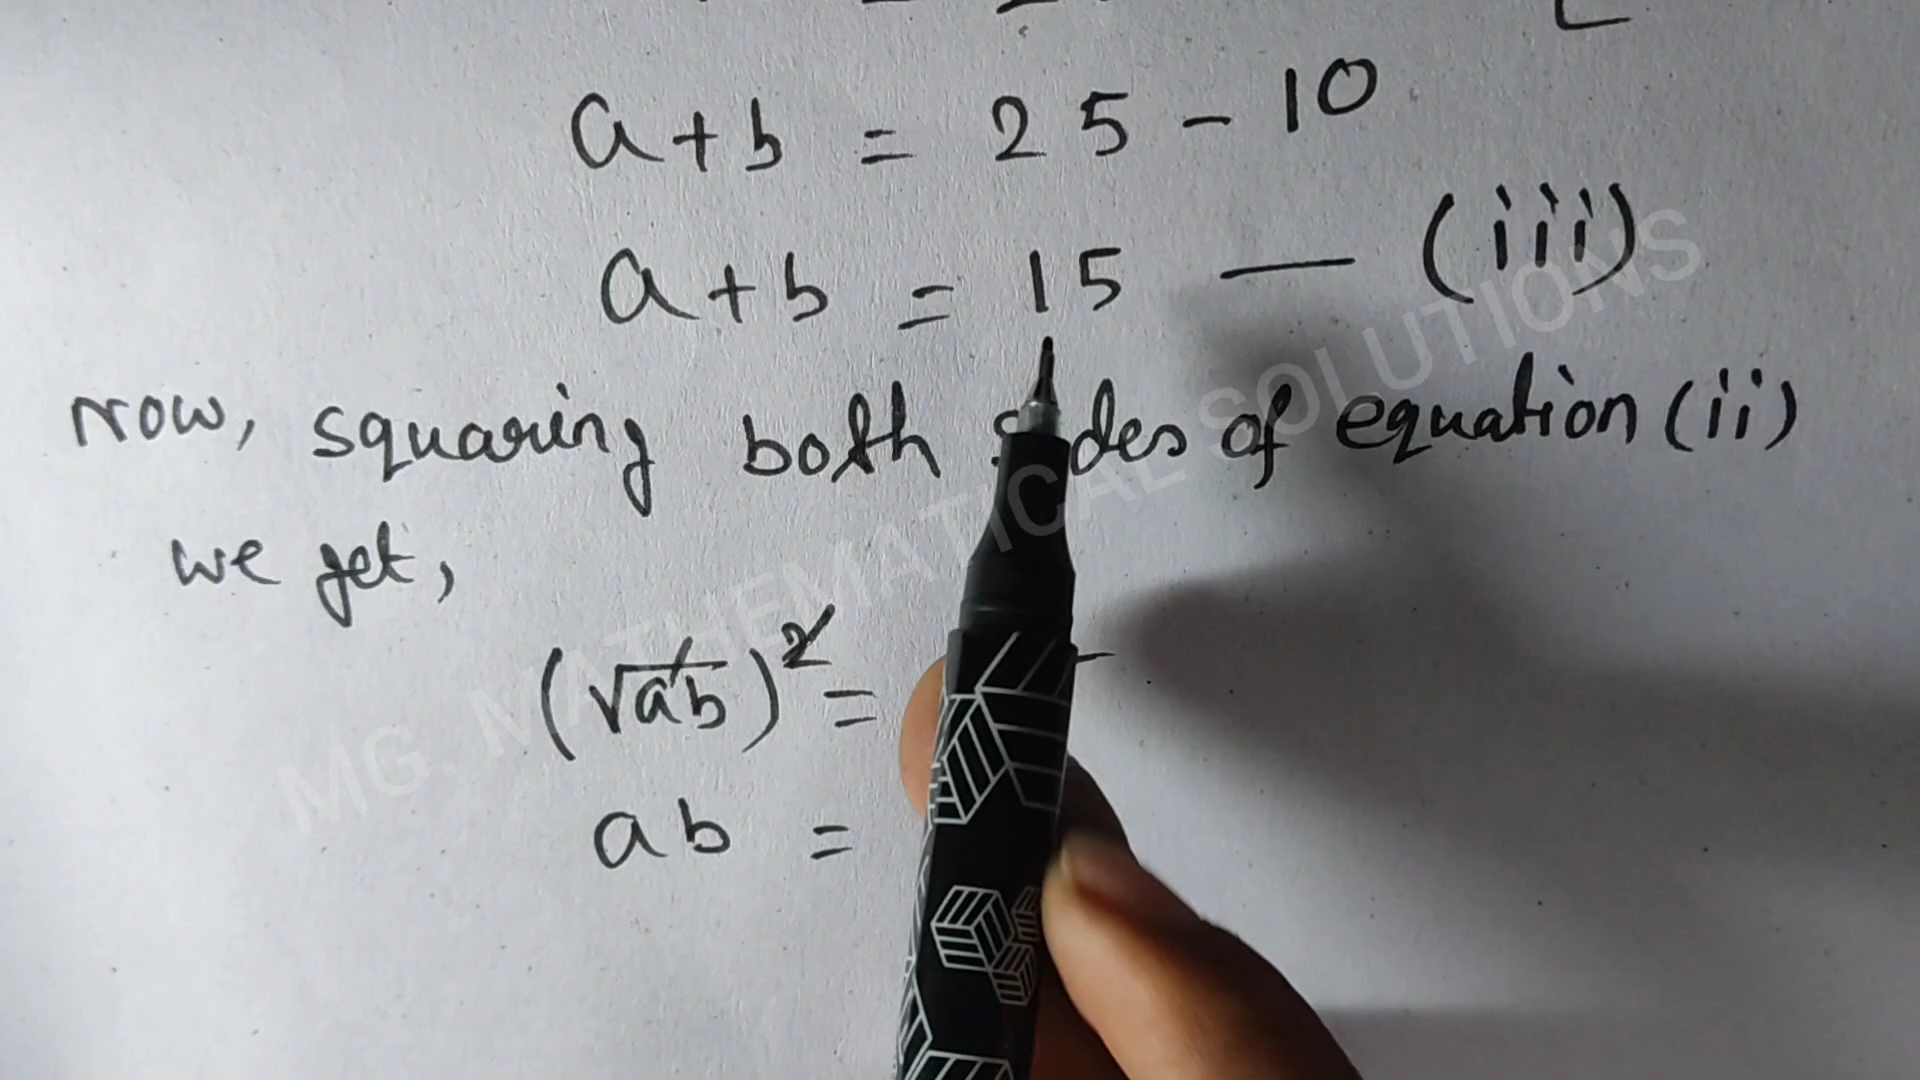 a + b = 25 - 10
a + b = 15 — (iii)
Now, squaring both sides of equation (ii)
we get,
(√ab)² =
ab =
MG MATHEMATICAL SOLUTIONS